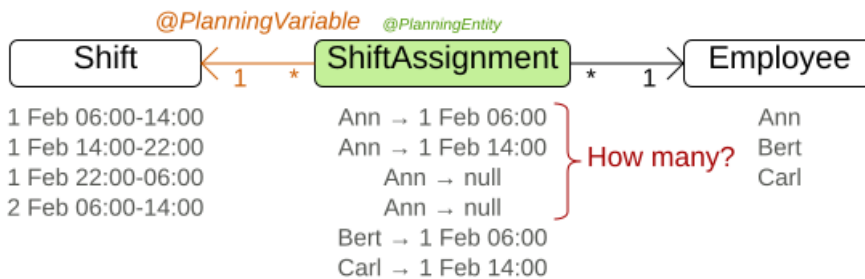 @PlanningVariable @PlanningEntity
Shift ShiftAssignment Employee
1 * * 1
1 Feb 06:00-14:00 Ann → 1 Feb 06:00 Ann
1 Feb 14:00-22:00 Ann → 1 Feb 14:00 How many? Bert
1 Feb 22:00-06:00 Ann → null Carl
2 Feb 06:00-14:00 Ann → null
Bert → 1 Feb 06:00
Carl → 1 Feb 14:00